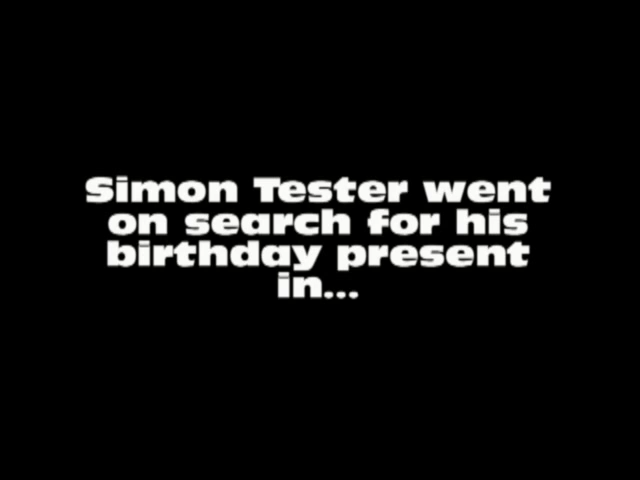 Simon Tester went
on search for his
birthday present
in...